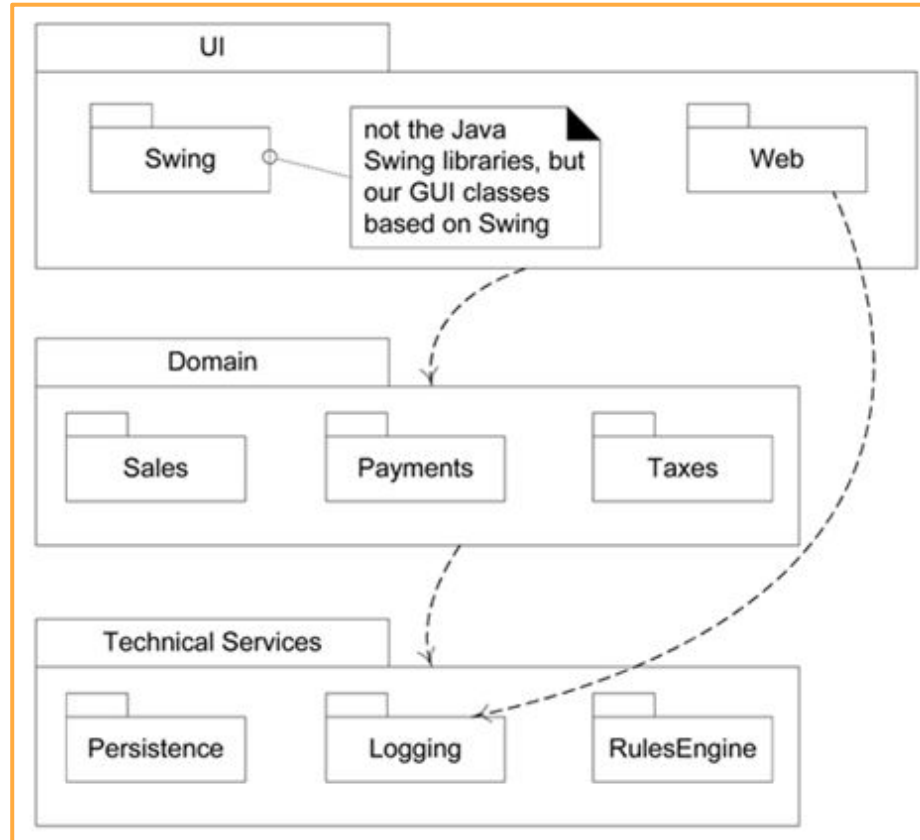 UI
Swing
not the Java
Swing libraries, but
our GUI classes
based on Swing
Web
Domain
Sales
Payments
Taxes
Technical Services
Persistence
Logging
RulesEngine